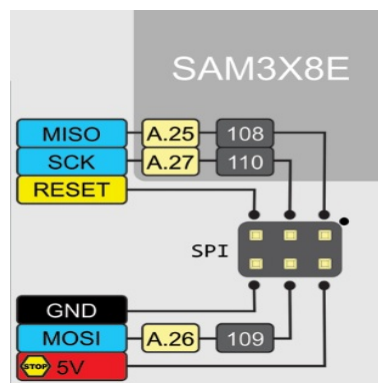 SAM3X8E
MISO A.25 108
SCK A.27 110
RESET
SPI
GND
MOSI A.26 109
STOP 5V